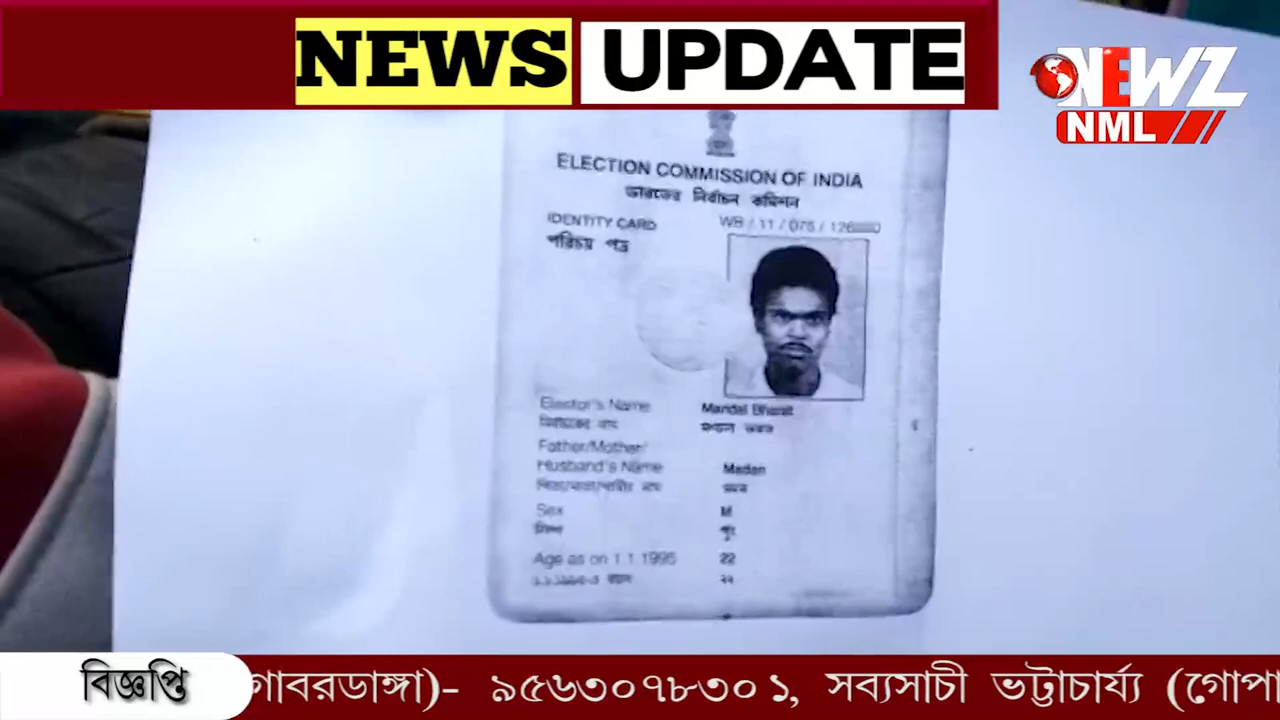 NEWS UPDATE
NEWZ
NML
ELECTION COMMISSION OF INDIA
ভারতের নির্বাচন কমিশন
IDENTITY CARD
WB / 11 / 075 / 126
পরিচয় পত্র
Elector's Name Mandal Bharat
নির্বাচকের নাম মণ্ডল ভরত
Father/Mother/
Husband's Name Madan
পিতা/মাতা/স্বামীর নাম মদন
Sex M
লিঙ্গ পুং
Age as on 1.1.1995 22
২২
বিজ্ঞপ্তি গাবরডাঙ্গা)- ৯৫৬৩০৭৮৩০১, সব্যসাচী ভট্টাচার্য্য (গোপা